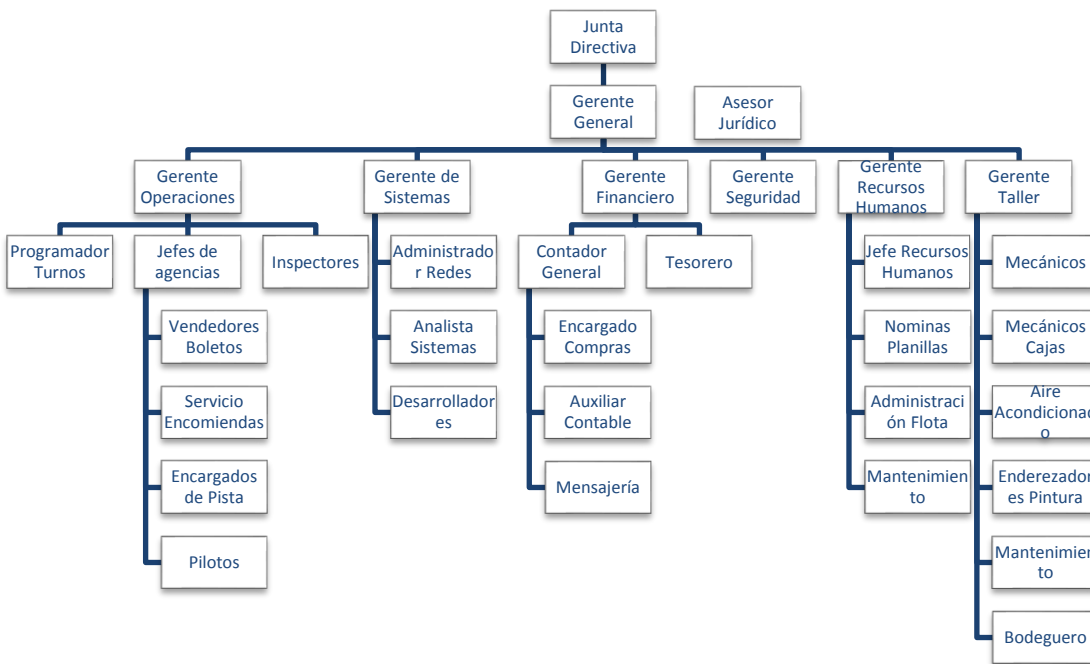 Junta
Directiva
Gerente
General
Asesor
Jurídico
Gerente
Operaciones
Gerente de
Sistemas
Gerente
Financiero
Gerente
Seguridad
Gerente
Recursos
Humanos
Gerente
Taller
Programador
Turnos
Jefes de
agencias
Inspectores
Administrado
r Redes
Contador
General
Tesorero
Jefe Recursos
Humanos
Mecánicos
Vendedores
Boletos
Analista
Sistemas
Encargado
Compras
Nominas
Planillas
Mecánicos
Cajas
Servicio
Encomiendas
Desarrollador
es
Auxiliar
Contable
Administraci
ón Flota
Aire
Acondicionad
o
Encargados
de Pista
Mensajería
Mantenimien
to
Enderezador
es Pintura
Pilotos
Mantenimien
to
Bodeguero